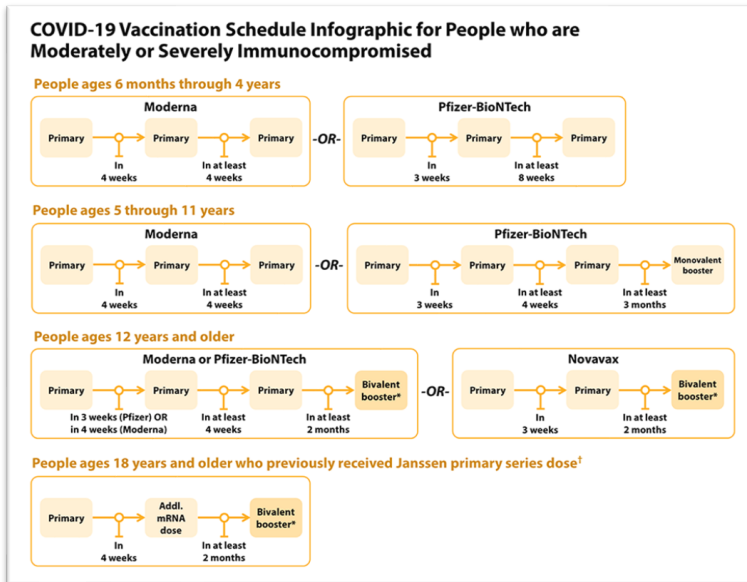 COVID-19 Vaccination Schedule Infographic for People who are
Moderately or Severely Immunocompromised
People ages 6 months through 4 years
Moderna
Primary
In
4 weeks
Primary
In at least
4 weeks
Primary
-OR-
Pfizer-BioNTech
Primary
In
3 weeks
Primary
In at least
8 weeks
Primary
People ages 5 through 11 years
Moderna
Primary
In
4 weeks
Primary
In at least
4 weeks
Primary
-OR-
Pfizer-BioNTech
Primary
In
3 weeks
Primary
In at least
4 weeks
Primary
In at least
3 months
Monovalent
booster
People ages 12 years and older
Moderna or Pfizer-BioNTech
Primary
In 3 weeks (Pfizer) OR
in 4 weeks (Moderna)
Primary
In at least
4 weeks
Primary
In at least
2 months
Bivalent
booster*
-OR-
Novavax
Primary
In
3 weeks
Primary
In at least
2 months
Bivalent
booster*
People ages 18 years and older who previously received Janssen primary series dose†
Primary
In
4 weeks
Addl.
mRNA
dose
In at least
2 months
Bivalent
booster*